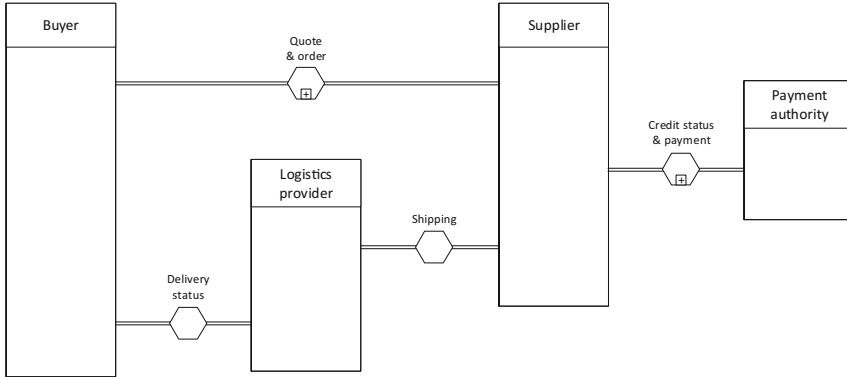 Buyer
Quote
& order
Supplier
Payment
authority
Credit status
& payment
Logistics
provider
Shipping
Delivery
status